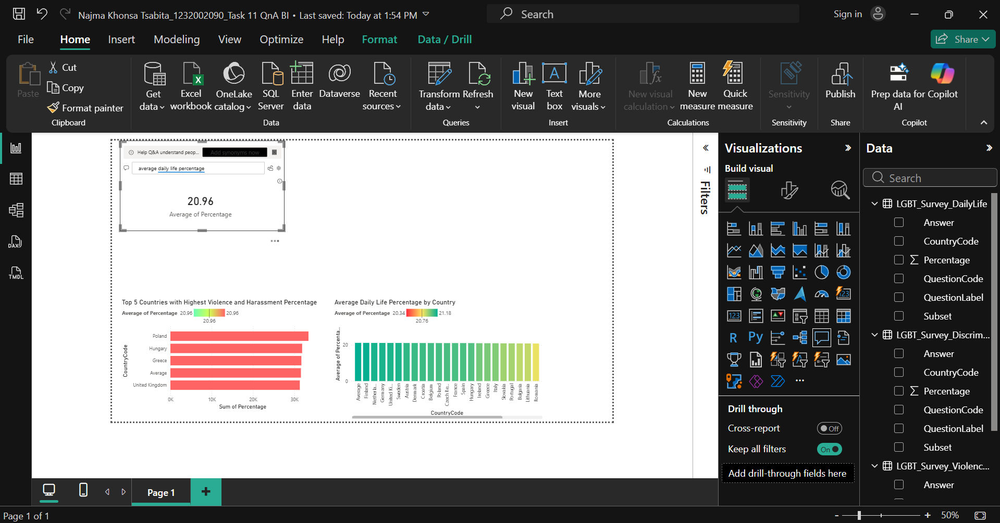 Najma Khonsa Tsabita_1232002090_Task 11 QnA BI • Last saved: Today at 1:54 PM
Search
Sign in
File
Home
Insert
Modeling
View
Optimize
Help
Format
Data / Drill
Share
Paste
Cut
Copy
Format painter
Clipboard
Get data
Excel workbook
OneLake catalog
SQL Server
Enter data
Dataverse
Recent sources
Data
Transform data
Refresh
Queries
New visual
Text box
More visuals
Insert
New visual calculation
New measure
Quick measure
Calculations
Sensitivity
Sensitivity
Publish
Share
Prep data for AI
Copilot
Copilot
DAX
TMDL
Help Q&A understand peop...
Add synonyms now
average daily life percentage
20.96
Average of Percentage
Top 5 Countries with Highest Violence and Harassment Percentage
Average of Percentage 20.96 20.96
20.96
CountryCode
Poland
Hungary
Greece
Average
United Kingdom
0K 10K 20K 30K
Sum of Percentage
Average Daily Life Percentage by Country
Average of Percentage 20.34 21.18
20.76
Average of Percenta...
20
0
Average
Finland
Netherla...
Germany
United Ki...
Sweden
Austria
Denmark
Croatia
Belgium
Poland
Czech Re...
France
Spain
Hungary
Ireland
Greece
Italy
Slovakia
Portugal
Bulgaria
Lithuania
Romania
CountryCode
Filters
Visualizations
Build visual
123
123
R
Py
Drill through
Cross-report
Off
Keep all filters
On
Add drill-through fields here
Data
Search
LGBT_Survey_DailyLife
Answer
CountryCode
Percentage
QuestionCode
QuestionLabel
Subset
LGBT_Survey_Discrim...
Answer
CountryCode
Percentage
QuestionCode
QuestionLabel
Subset
LGBT_Survey_Violenc...
Answer
Page 1
Page 1 of 1
50%